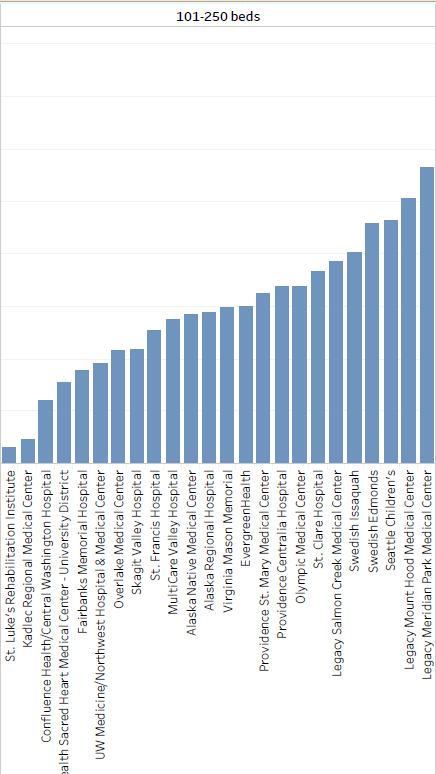 101-250 beds
St. Luke's Rehabilitation Institute
Kadlec Regional Medical Center
Confluence Health/Central Washington Hospital
ealth Sacred Heart Medical Center - University District
Fairbanks Memorial Hospital
UW Medicine/Northwest Hospital & Medical Center
Overlake Medical Center
Skagit Valley Hospital
St. Francis Hospital
MultiCare Valley Hospital
Alaska Native Medical Center
Alaska Regional Hospital
Virginia Mason Memorial
EvergreenHealth
Providence St. Mary Medical Center
Providence Centralia Hospital
Olympic Medical Center
St. Clare Hospital
Legacy Salmon Creek Medical Center
Swedish Issaquah
Swedish Edmonds
Seattle Children's
Legacy Mount Hood Medical Center
Legacy Meridian Park Medical Center